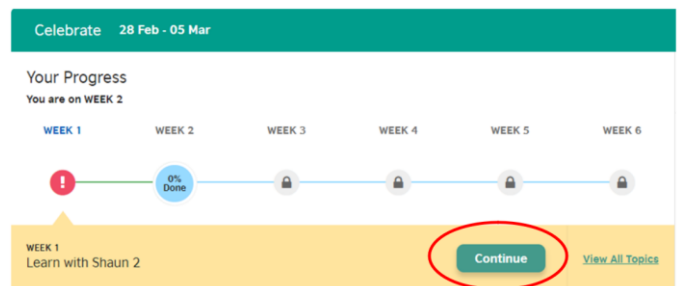 Celebrate 28 Feb - 05 Mar
Your Progress
You are on WEEK 2
WEEK 1 WEEK 2 WEEK 3 WEEK 4 WEEK 5 WEEK 6
!
0%
Done
WEEK 1
Learn with Shaun 2
Continue
View All Topics